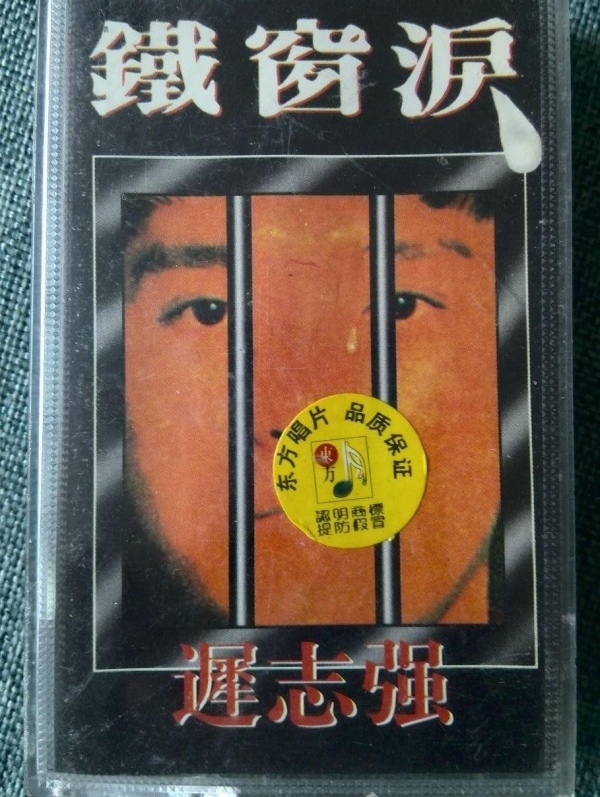 鐵窗淚
东方唱片 品质保证
東
方
認明商標
提防假冒
遲志强